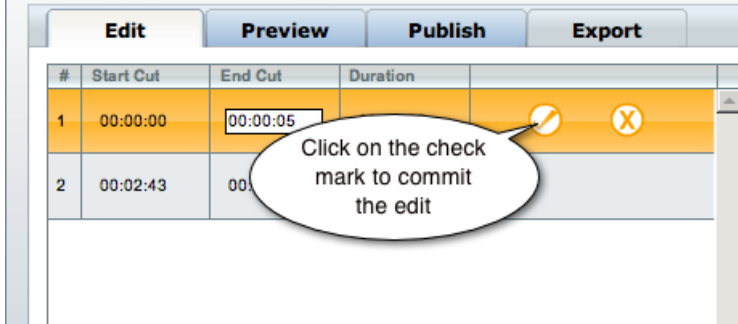 Edit Preview Publish Export
# Start Cut End Cut Duration
1 00:00:00 00:00:05
Click on the check
mark to commit
the edit
2 00:02:43 00: